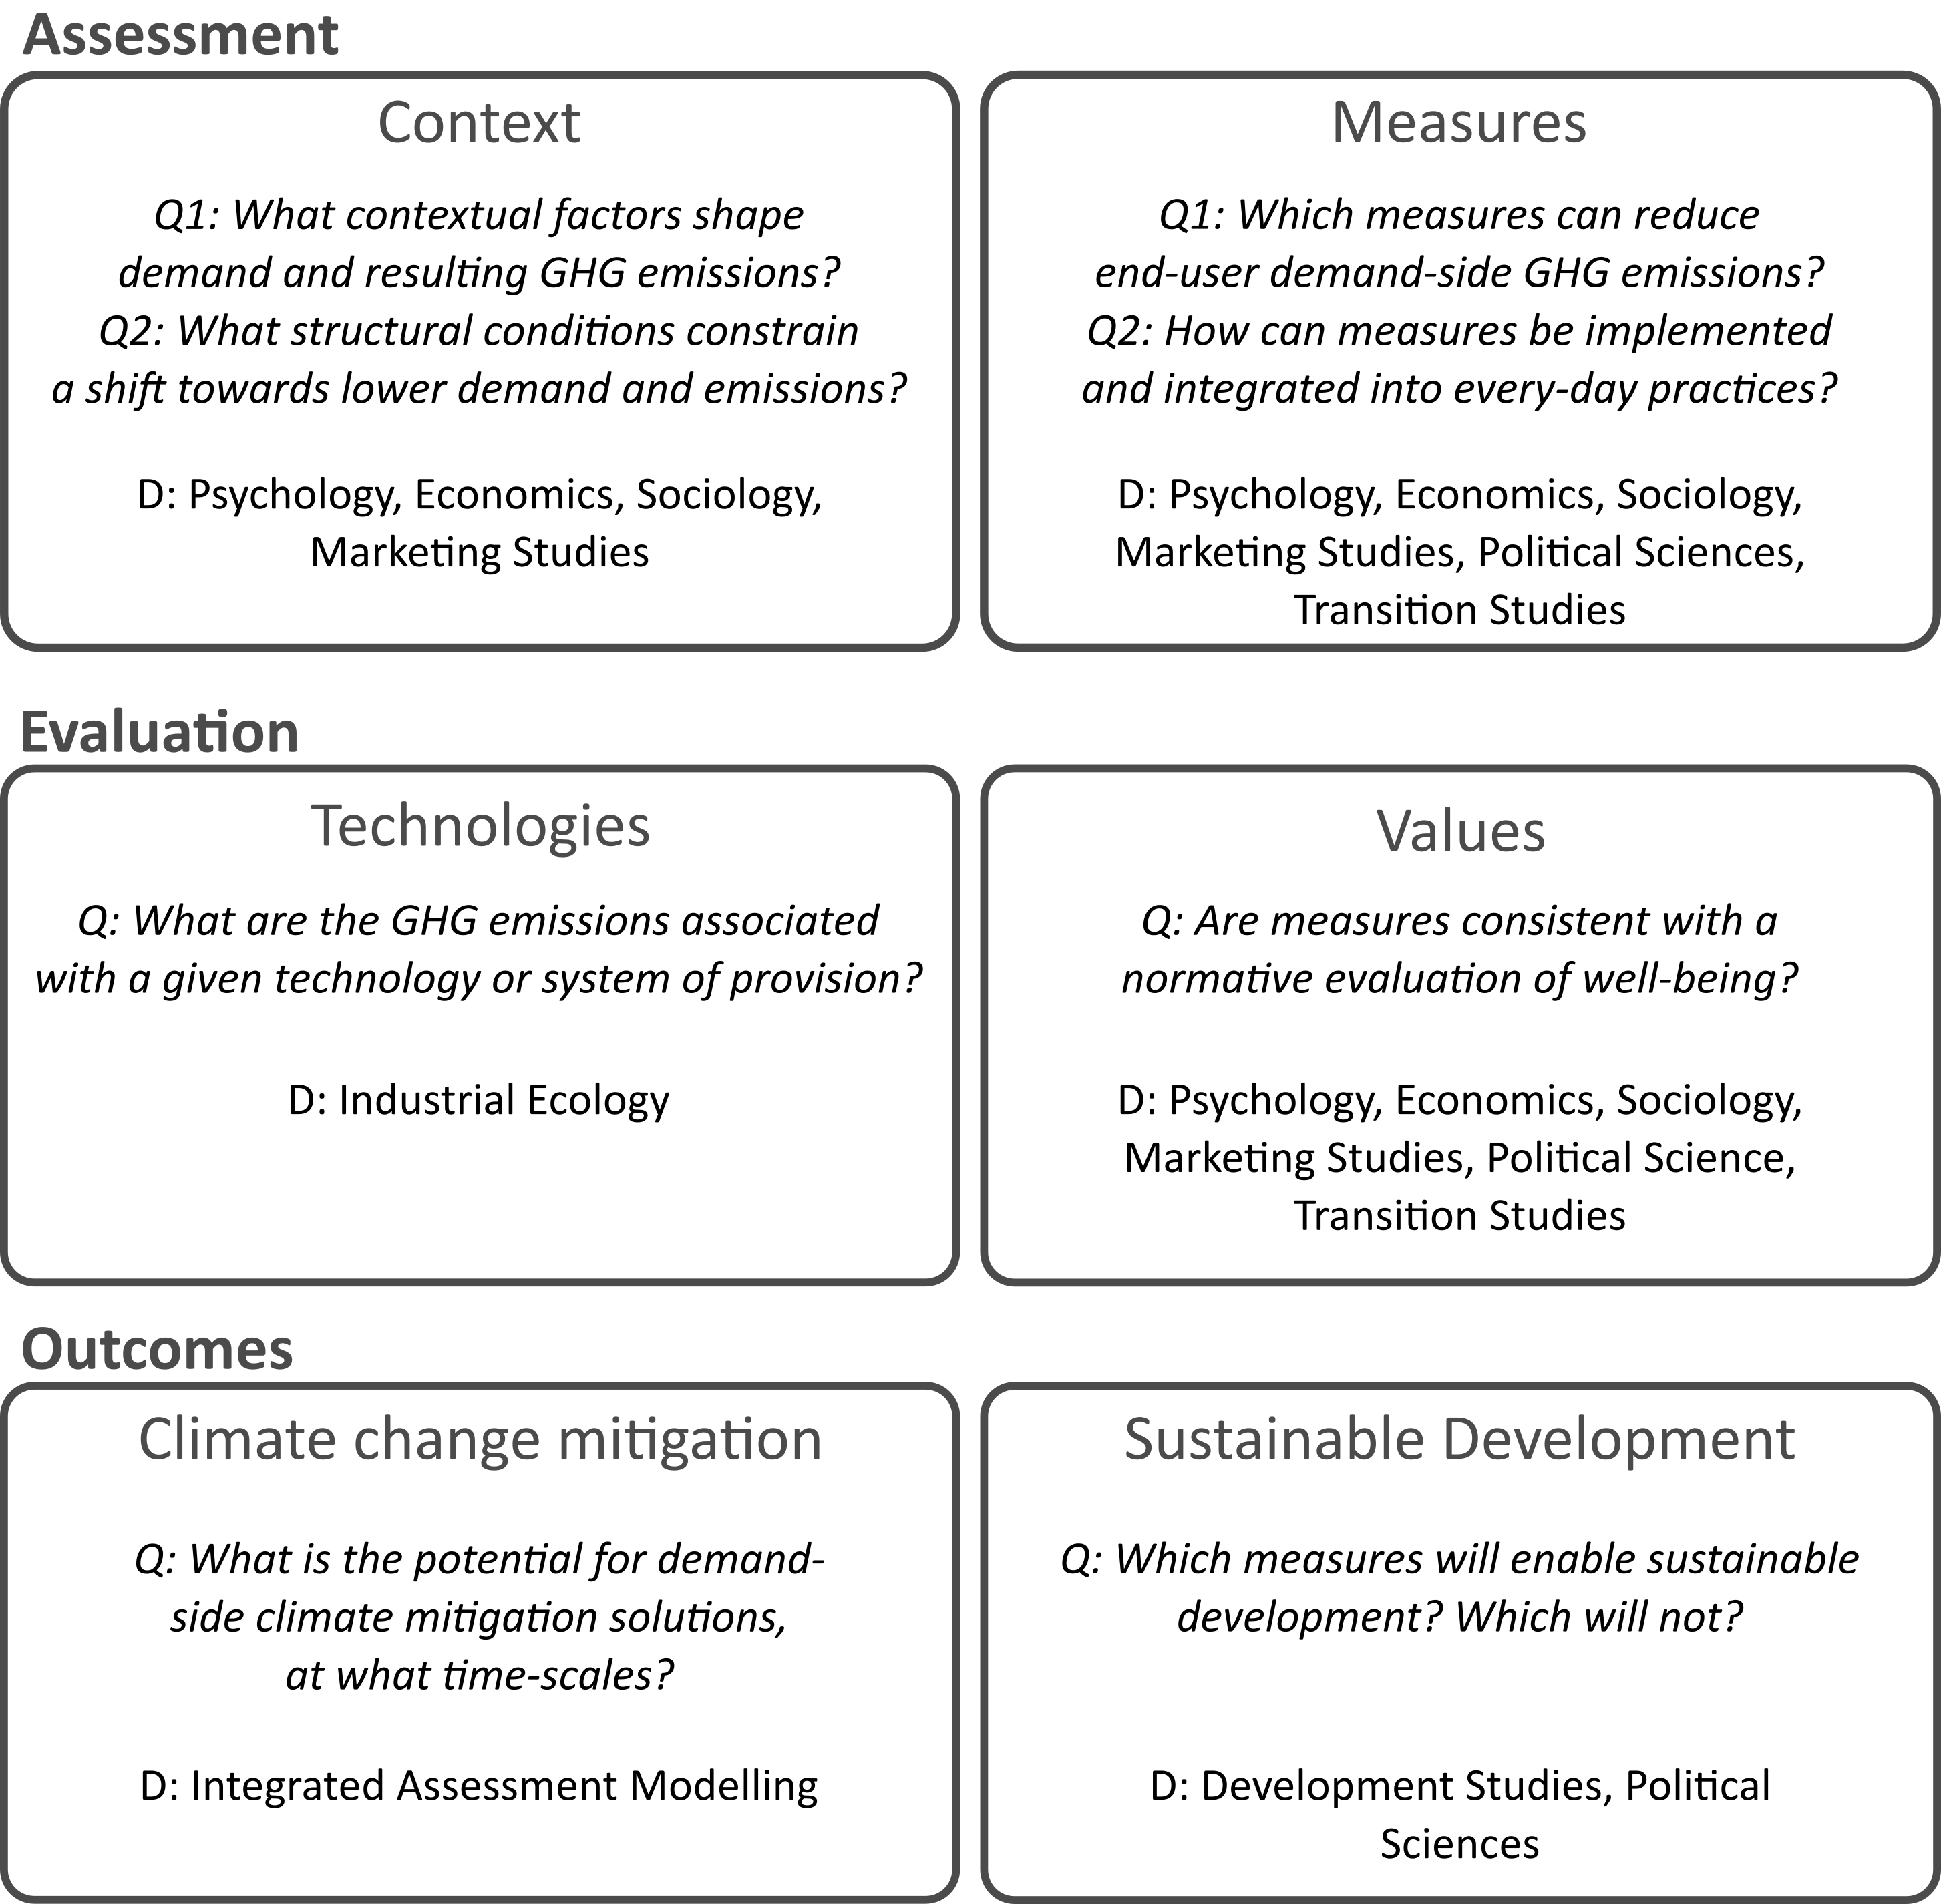 Assessment
Context
Q1: What contextual factors shape
demand and resulting GHG emissions?
Q2: What structural conditions constrain
a shift towards lower demand and emissions?
D: Psychology, Economics, Sociology,
Marketing Studies
Measures
Q1: Which measures can reduce
end-user demand-side GHG emissions?
Q2: How can measures be implemented
and integrated into every-day practices?
D: Psychology, Economics, Sociology,
Marketing Studies, Political Sciences,
Transition Studies
Evaluation
Technologies
Q: What are the GHG emissions associated
with a given technology or system of provision?
D: Industrial Ecology
Values
Q: Are measures consistent with a
normative evaluation of well-being?
D: Psychology, Economics, Sociology,
Marketing Studies, Political Science,
Transition Studies
Outcomes
Climate change mitigation
Q: What is the potential for demand-
side climate mitigation solutions,
at what time-scales?
D: Integrated Assessment Modelling
Sustainable Development
Q: Which measures will enable sustainable
development? Which will not?
D: Development Studies, Political
Sciences